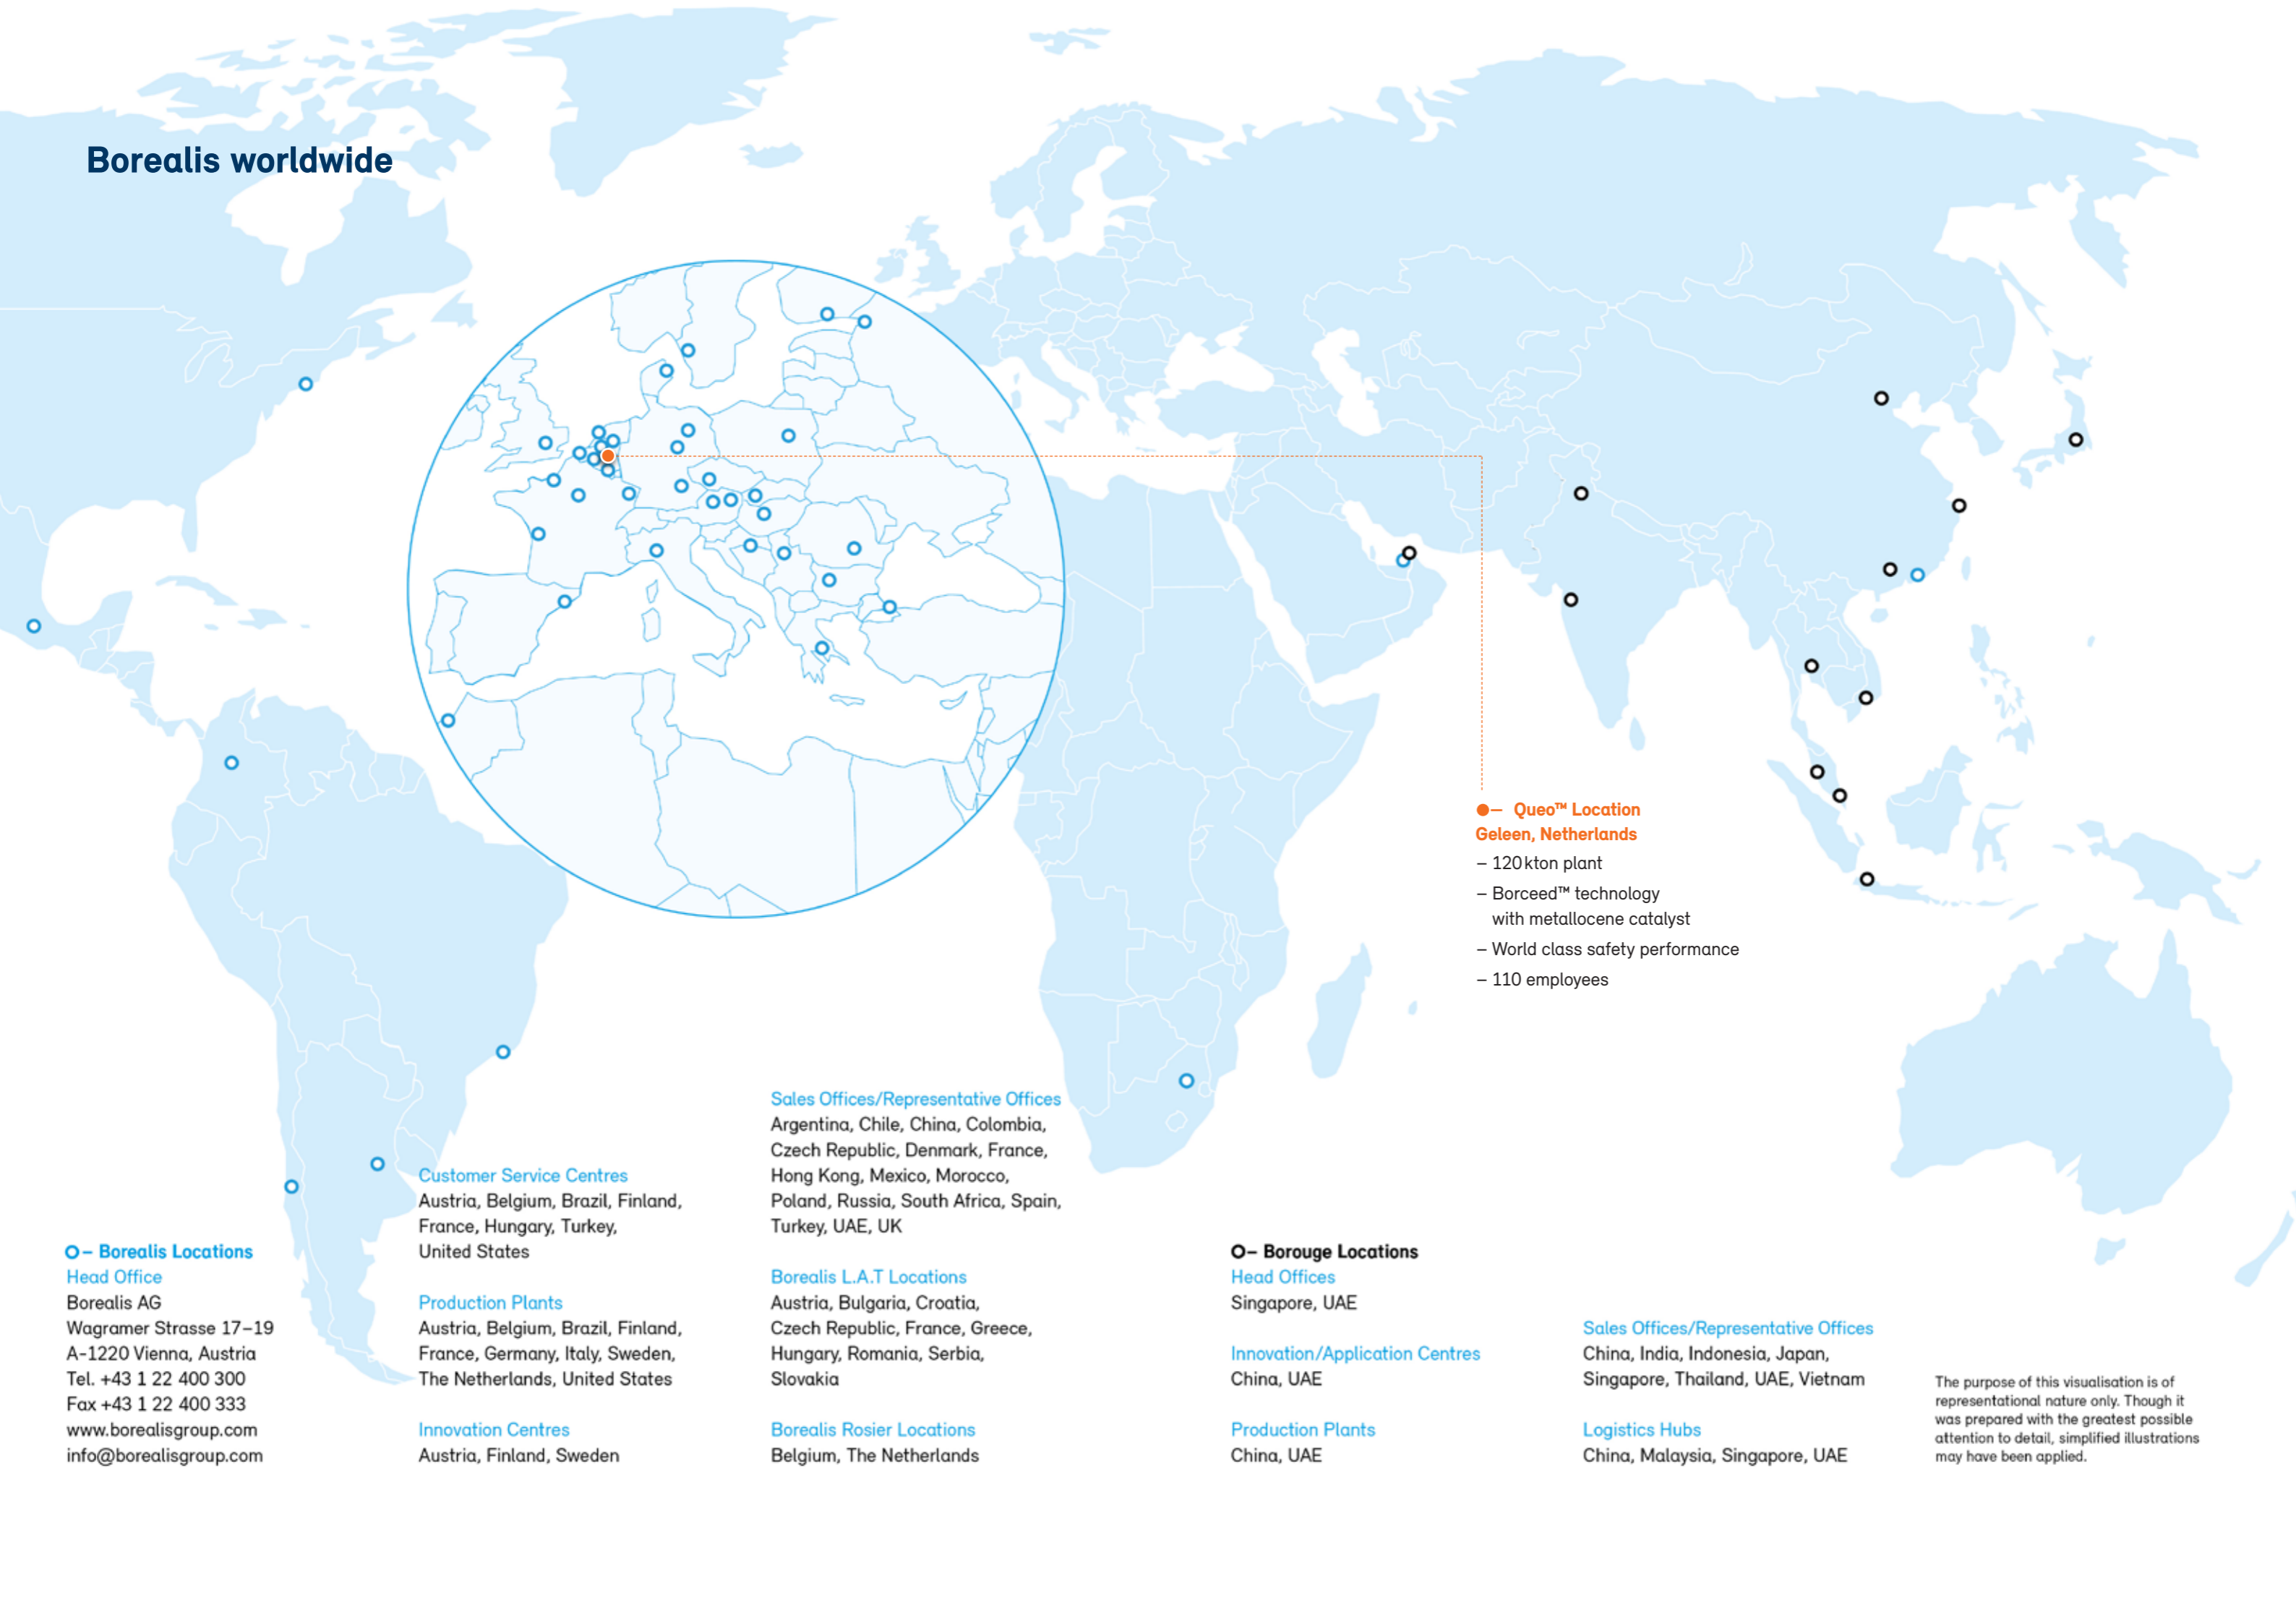 Borealis worldwide
●– Queo™ Location
Geleen, Netherlands
– 120 kton plant
– Borceed™ technology
with metallocene catalyst
– World class safety performance
– 110 employees
O– Borealis Locations
Head Office
Borealis AG
Wagramer Strasse 17–19
A-1220 Vienna, Austria
Tel. +43 1 22 400 300
Fax +43 1 22 400 333
www.borealisgroup.com
info@borealisgroup.com
Customer Service Centres
Austria, Belgium, Brazil, Finland,
France, Hungary, Turkey,
United States
Production Plants
Austria, Belgium, Brazil, Finland,
France, Germany, Italy, Sweden,
The Netherlands, United States
Innovation Centres
Austria, Finland, Sweden
Sales Offices/Representative Offices
Argentina, Chile, China, Colombia,
Czech Republic, Denmark, France,
Hong Kong, Mexico, Morocco,
Poland, Russia, South Africa, Spain,
Turkey, UAE, UK
Borealis L.A.T Locations
Austria, Bulgaria, Croatia,
Czech Republic, France, Greece,
Hungary, Romania, Serbia,
Slovakia
Borealis Rosier Locations
Belgium, The Netherlands
O– Borouge Locations
Head Offices
Singapore, UAE
Innovation/Application Centres
China, UAE
Production Plants
China, UAE
Sales Offices/Representative Offices
China, India, Indonesia, Japan,
Singapore, Thailand, UAE, Vietnam
Logistics Hubs
China, Malaysia, Singapore, UAE
The purpose of this visualisation is of
representational nature only. Though it
was prepared with the greatest possible
attention to detail, simplified illustrations
may have been applied.